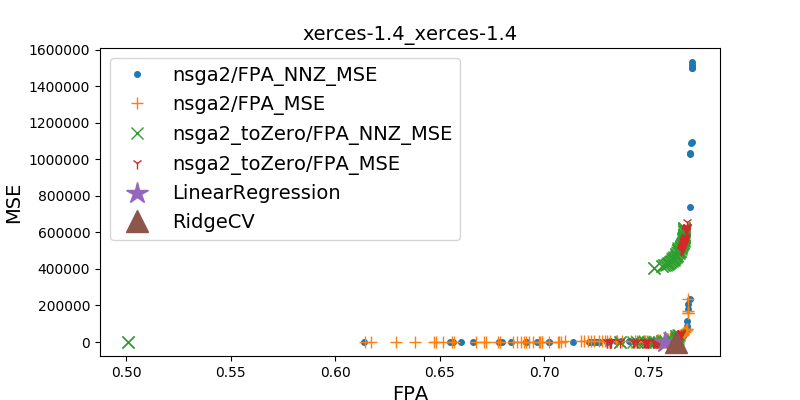 xerces-1.4_xerces-1.4
MSE
1600000
1400000
1200000
1000000
800000
600000
400000
200000
0
nsga2/FPA_NNZ_MSE
nsga2/FPA_MSE
nsga2_toZero/FPA_NNZ_MSE
nsga2_toZero/FPA_MSE
LinearRegression
RidgeCV
0.50 0.55 0.60 0.65 0.70 0.75
FPA